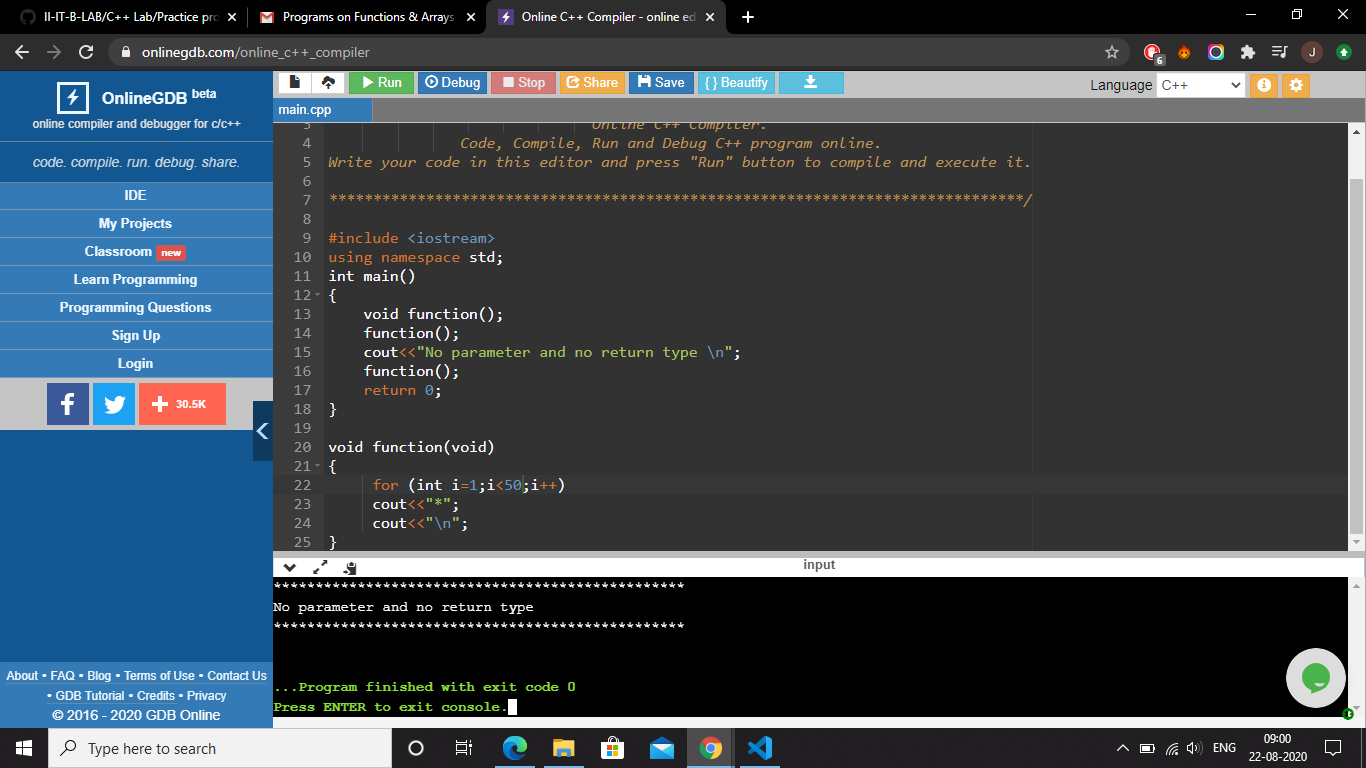 II-IT-B-LAB/C++ Lab/Practice pro
Programs on Functions & Arrays
Online C++ Compiler - online ed
onlinegdb.com/online_c++_compiler
6
J
OnlineGDB beta
online compiler and debugger for c/c++
code. compile. run. debug. share.
IDE
My Projects
Classroom new
Learn Programming
Programming Questions
Sign Up
Login
f
30.5K
About • FAQ • Blog • Terms of Use • Contact Us
• GDB Tutorial • Credits • Privacy
© 2016 - 2020 GDB Online
Run Debug Stop Share Save { } Beautify
Language C++
main.cpp
3 Online C++ Compiler.
4 Code, Compile, Run and Debug C++ program online.
5 Write your code in this editor and press "Run" button to compile and execute it.
6
7 *******************************************************************************/
8
9 #include <iostream>
10 using namespace std;
11 int main()
12 {
13 void function();
14 function();
15 cout<<"No parameter and no return type \n";
16 function();
17 return 0;
18 }
19
20 void function(void)
21 {
22 for (int i=1;i<50;i++)
23 cout<<"*";
24 cout<<"\n";
25 }
input
*************************************************
No parameter and no return type
*************************************************
...Program finished with exit code 0
Press ENTER to exit console.
Type here to search
ENG
09:00
22-08-2020